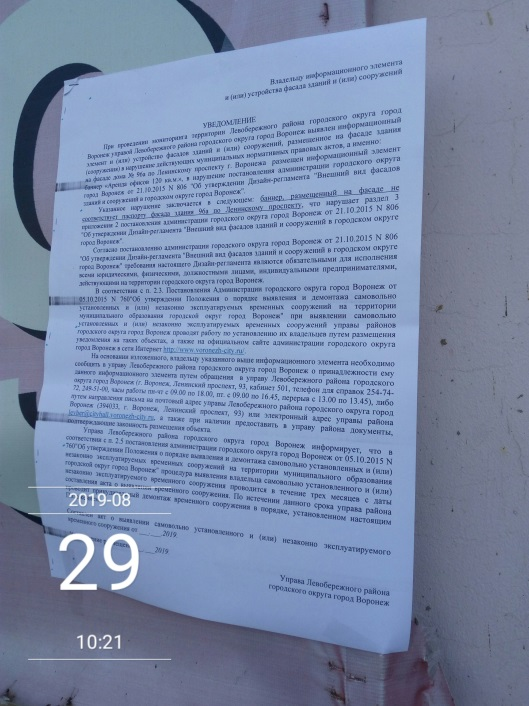 Владельцу информационного элемента
и (или) устройства фасада зданий и (или) сооружений
УВЕДОМЛЕНИЕ
При проведении мониторинга территории Левобережного района городского округа город
Воронеж управой Левобережного района городского округа город Воронеж выявлен информационный
элемент и (или) устройство фасадов зданий и (или) сооружений, размещенное на фасаде здания
(сооружения) в нарушение действующих муниципальных нормативных правовых актов, а именно:
на фасаде дома № 96а по Ленинскому проспекту г. Воронежа размещен информационный элемент
баннер «Аренда офисов 120 кв.м.», в нарушение постановления администрации городского округа
город Воронеж от 21.10.2015 N 806 "Об утверждении Дизайн-регламента "Внешний вид фасадов
зданий и сооружений в городском округе город Воронеж".
Указанное нарушение заключается в следующем: баннер, размещенный на фасаде не
соответствует паспорту фасада здания 96а по Ленинскому проспекту, что нарушает раздел 3
приложение 2 постановления администрации городского округа город Воронеж от 21.10.2015 N 806
"Об утверждении Дизайн-регламента "Внешний вид фасадов зданий и сооружений в городском округе
город Воронеж".
Согласно постановлению администрации городского округа город Воронеж от 21.10.2015 N 806
"Об утверждении Дизайн-регламента "Внешний вид фасадов зданий и сооружений в городском округе
город Воронеж" требования настоящего Дизайн-регламента являются обязательными для исполнения
всеми юридическими, физическими, должностными лицами, индивидуальными предпринимателями,
действующими на территории городского округа город Воронеж.
В соответствии с п. 2.3. Постановления Администрации городского округа город Воронеж от
05.10.2015 N 760"Об утверждении Положения о порядке выявления и демонтажа самовольно
установленных и (или) незаконно эксплуатируемых временных сооружений на территории
муниципального образования городской округ город Воронеж" при выявлении самовольно
установленных и (или) незаконно эксплуатируемых временных сооружений управы районов
городского округа город Воронеж проводят работу по установлению их владельцев путем размещения
уведомления на таких объектах, а также на официальном сайте администрации городского округа
город Воронеж в сети Интернет http://www.voronezh-city.ru/.
На основании изложенного, владельцу указанного выше информационного элемента необходимо
сообщить в управу Левобережного района городского округа город Воронеж о принадлежности ему
данного информационного элемента путем обращения в управу Левобережного района городского
округа город Воронеж (г. Воронеж, Ленинский проспект, 93, кабинет 501, телефон для справок 254-74-
72, 249-51-00, часы работы пн-чт с 09.00 по 18.00, пт. с 09.00 по 16.45, перерыв с 13.00 по 13.45), либо
путем направления письма на почтовый адрес управы Левобережного района городского округа город
Воронеж (394033, г. Воронеж, Ленинский проспект, 93) или электронный адрес управы района
voronezh-city.ru, а также при наличии предоставить в управу района документы,
подтверждающие законность размещения объекта.
Управа Левобережного района городского округа город Воронеж информирует, что в
соответствии с п. 2.5 постановления администрации городского округа город Воронеж от 05.10.2015 N
760"Об утверждении Положения о порядке выявления и демонтажа самовольно установленных и (или)
незаконно эксплуатируемых временных сооружений на территории муниципального образования
городской округ город Воронеж" процедура выявления владельца самовольно установленного и (или)
незаконно эксплуатируемого временного сооружения проводится в течение трех месяцев с даты
составления акта о выявлении временного сооружения. По истечении данного срока управа района
демонтаж временного сооружения в порядке, установленном настоящим
акт о выявлении самовольно установленного и (или) незаконно эксплуатируемого
временного сооружения от __.__.2019.
__.__.2019.
Управа Левобережного района
городского округа город Воронеж
2019-08
29
10:21